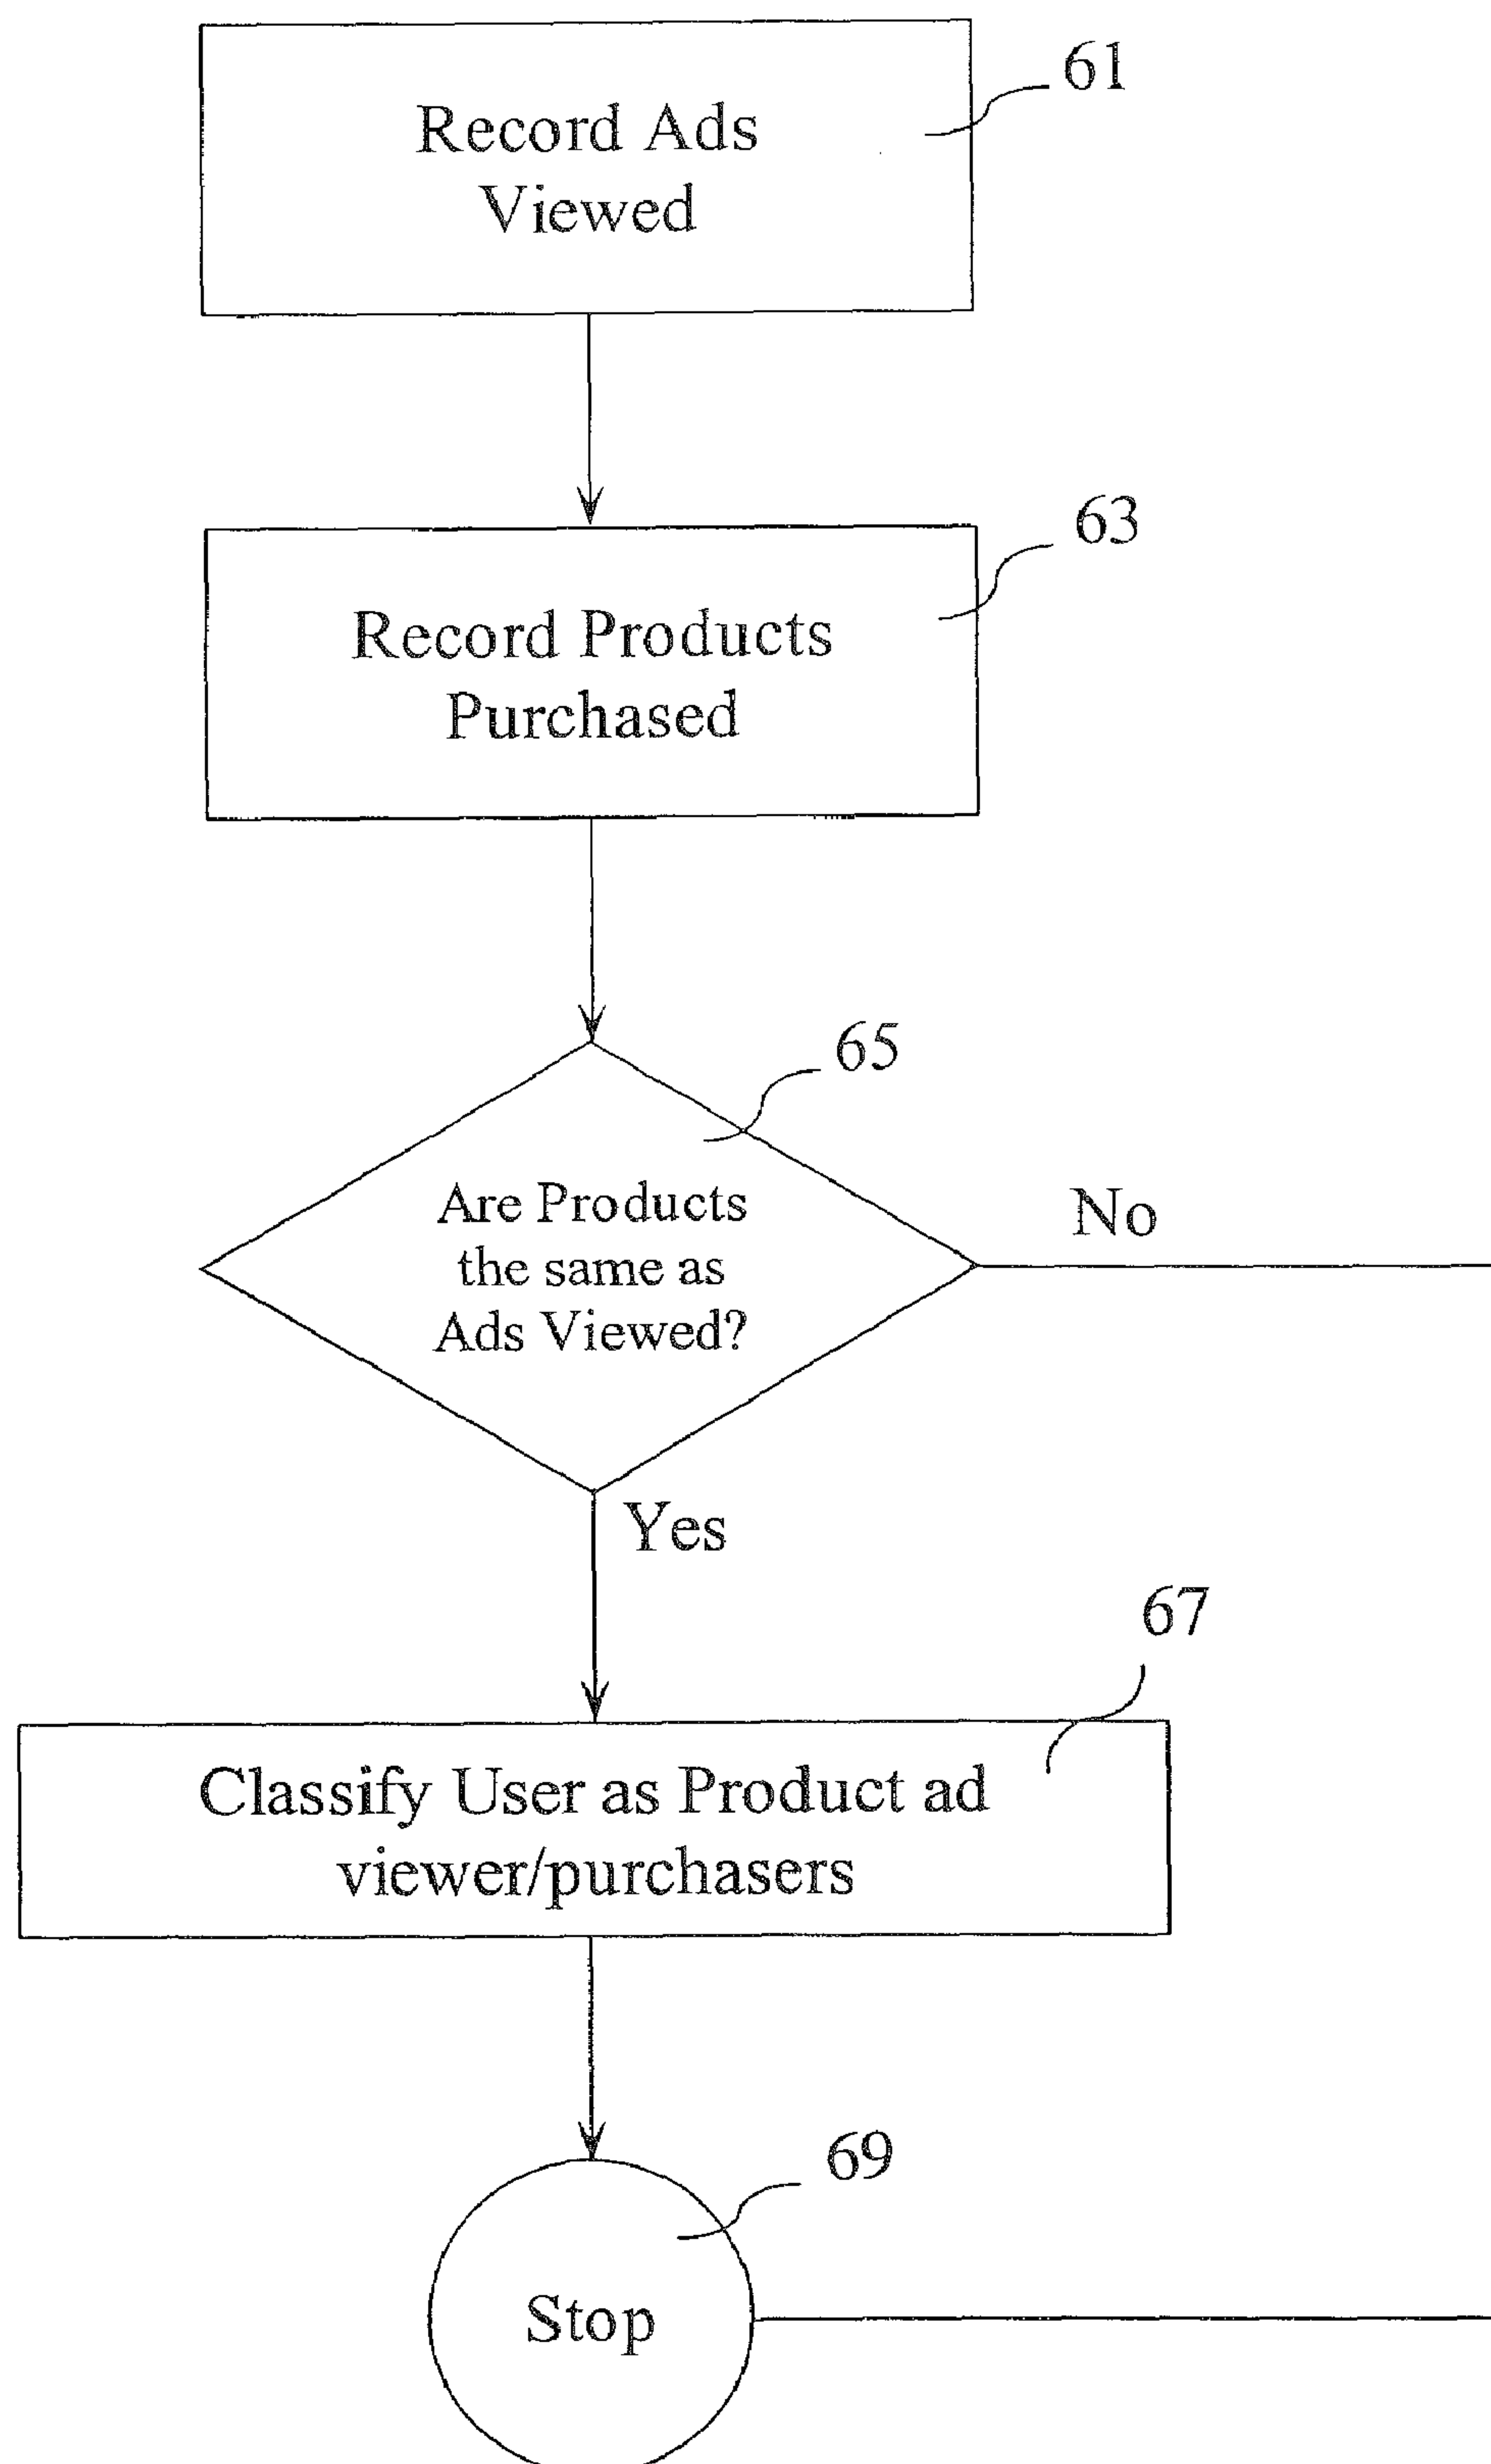 61
Record Ads
Viewed
63
Record Products
Purchased
65
Are Products
the same as
Ads Viewed?
No
Yes
67
Classify User as Product ad
viewer/purchasers
69
Stop